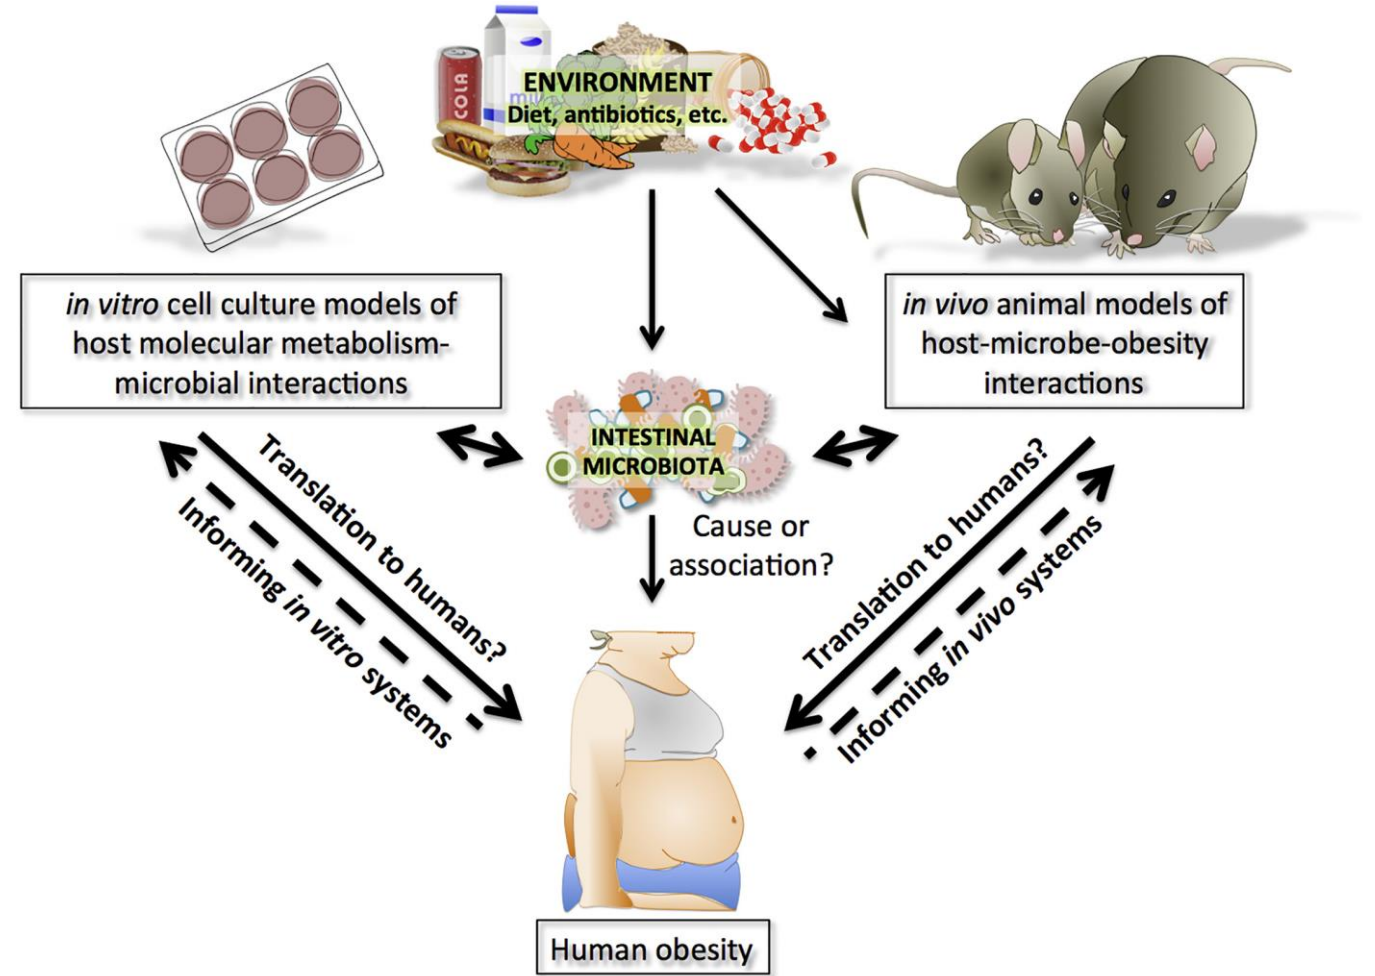 COLA
milk
ENVIRONMENT
Diet, antibiotics, etc.
in vitro cell culture models of
host molecular metabolism-
microbial interactions
in vivo animal models of
host-microbe-obesity
interactions
INTESTINAL
MICROBIOTA
Cause or
association?
Translation to humans?
Informing in vitro systems
Translation to humans?
Informing in vivo systems
Human obesity